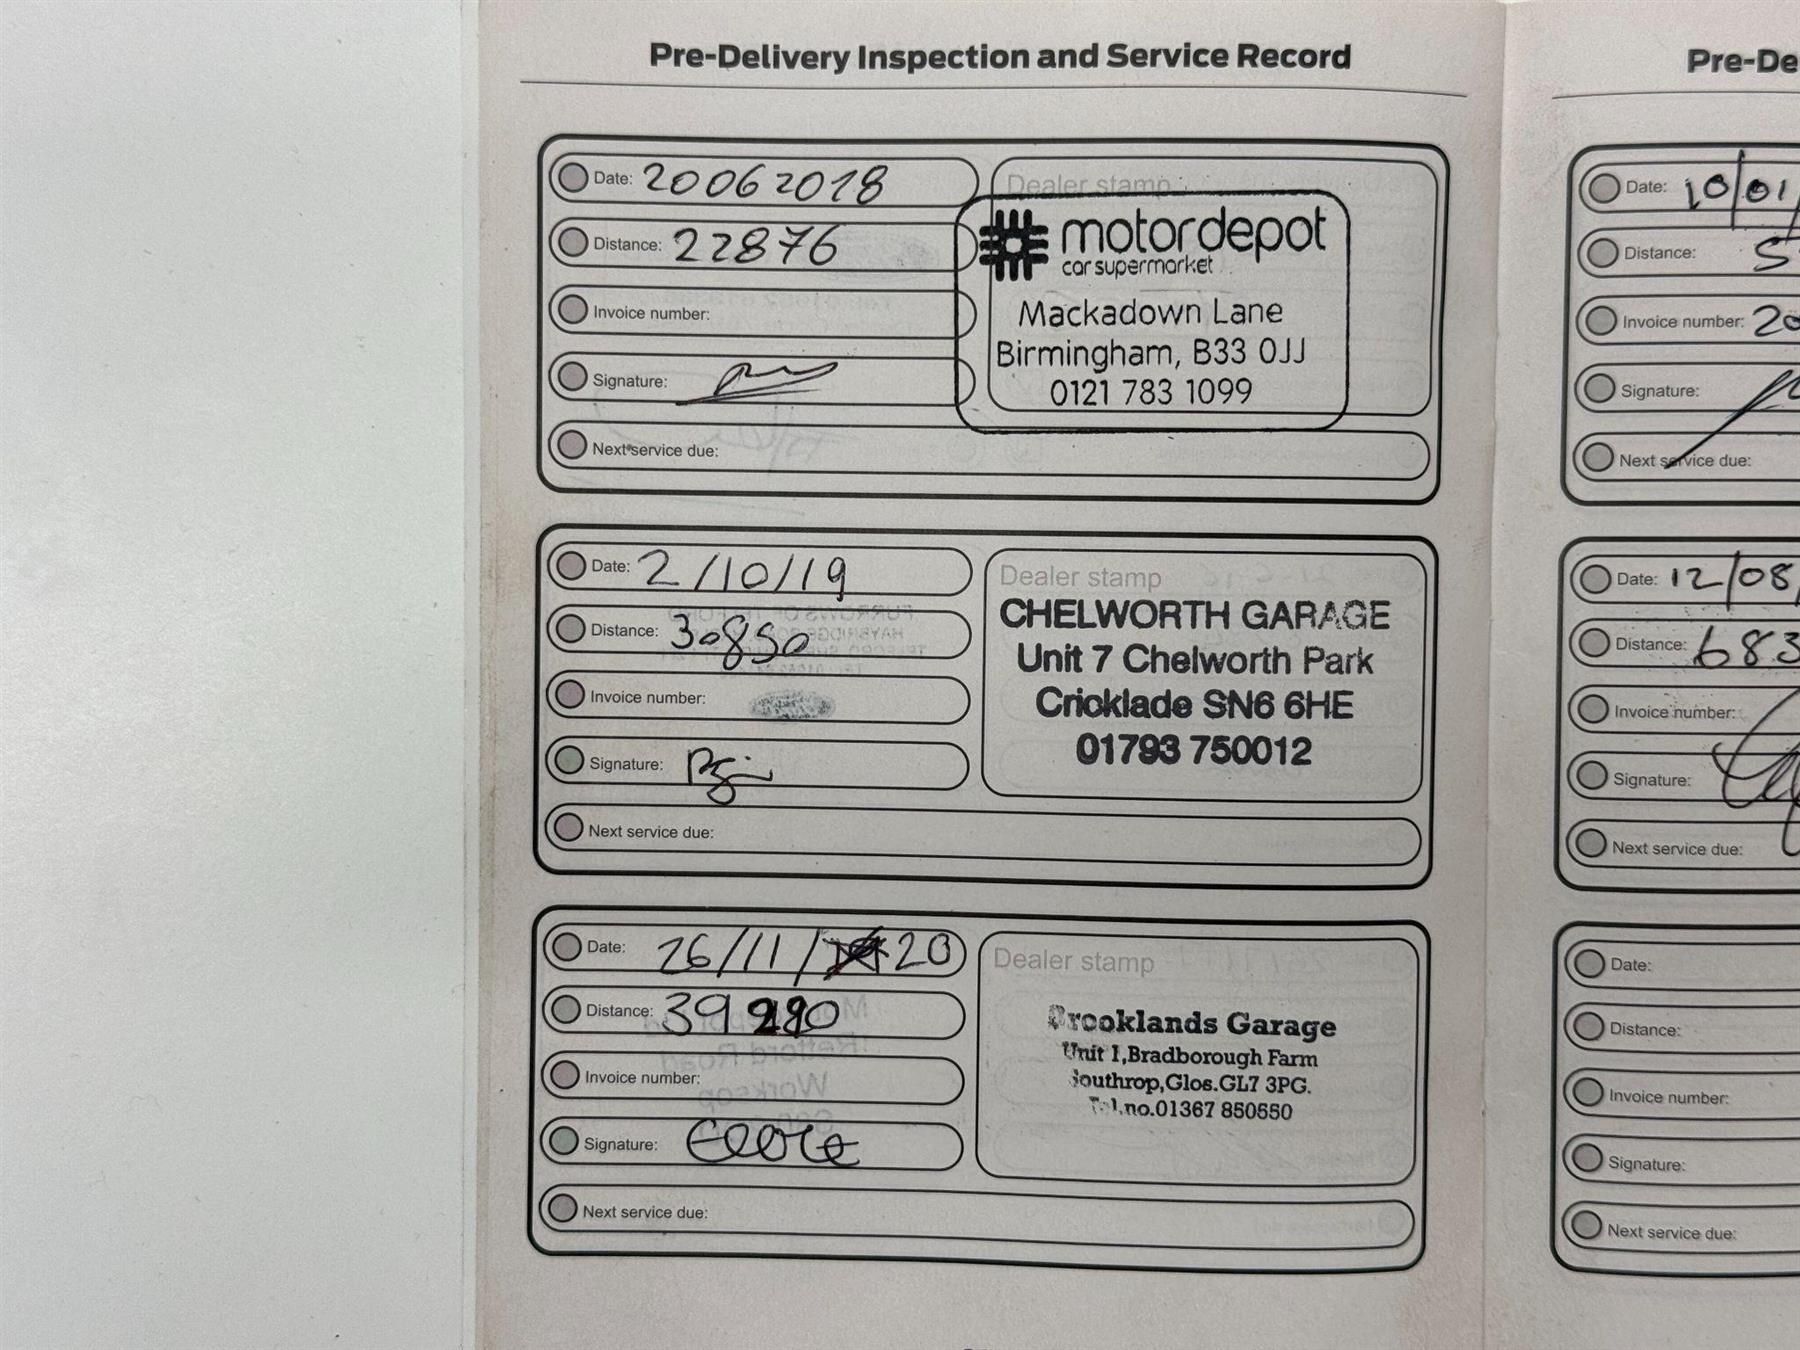 Pre-Delivery Inspection and Service Record
Date: 20062018
Distance: 22876
Invoice number:
Signature:
Next service due:
Dealer stamp
motordepot
car supermarket
Mackadown Lane
Birmingham, B33 0JJ
0121 783 1099
Date: 2/10/19
Distance: 30850
Invoice number:
Signature:
Next service due:
Dealer stamp
CHELWORTH GARAGE
Unit 7 Chelworth Park
Cricklade SN6 6HE
01793 750012
Date: 26/11/ 20
Distance:
Invoice number:
Signature:
Next service due:
Dealer stamp
Brooklands Garage
Unit 1,Bradborough Farm
Southrop,Glos.GL7 3PG.
Tel.no.01367 850550
Pre-De
Date: 10/01/
Distance: 5
Invoice number: 20
Signature:
Next service due:
Date: 12/08/
Distance: 683
Invoice number:
Signature:
Next service due:
Date:
Distance:
Invoice number:
Signature:
Next service due: